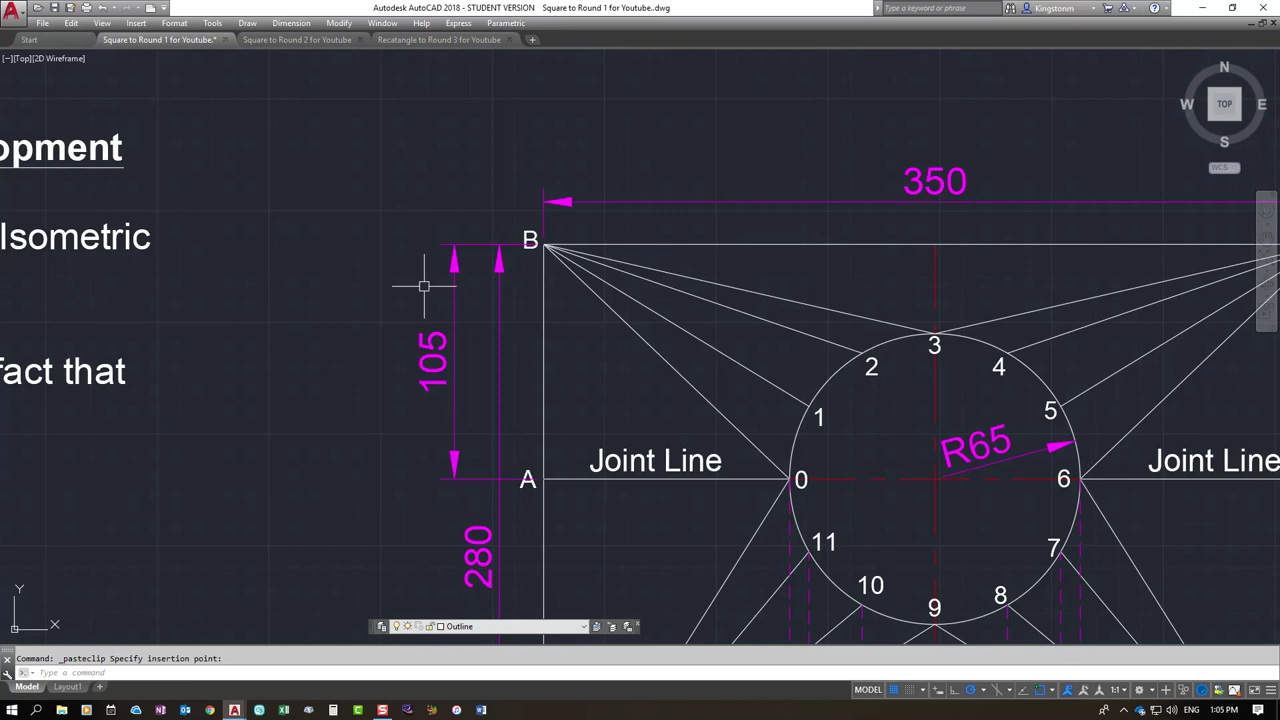 Autodesk AutoCAD 2018 - STUDENT VERSION Square to Round 1 for Youtube..dwg
Type a keyword or phrase
Kingstonm
File Edit View Insert Format Tools Draw Dimension Modify Window Help Express Parametric
Start Square to Round 1 for Youtube.* Square to Round 2 for Youtube Recatangle to Round 3 for Youtube
[−][Top][2D Wireframe]
N
W TOP E
S
WCS
opment
350
Isometric
B
105
3
2 4
fact that
1 5
R65
Joint Line Joint Line
A 0 6
280
11 7
10 8
9
Y
X
Outline
Command: _pasteclip Specify insertion point:
Type a command
Model Layout1 +
MODEL 1:1
1:05 PM
ENG